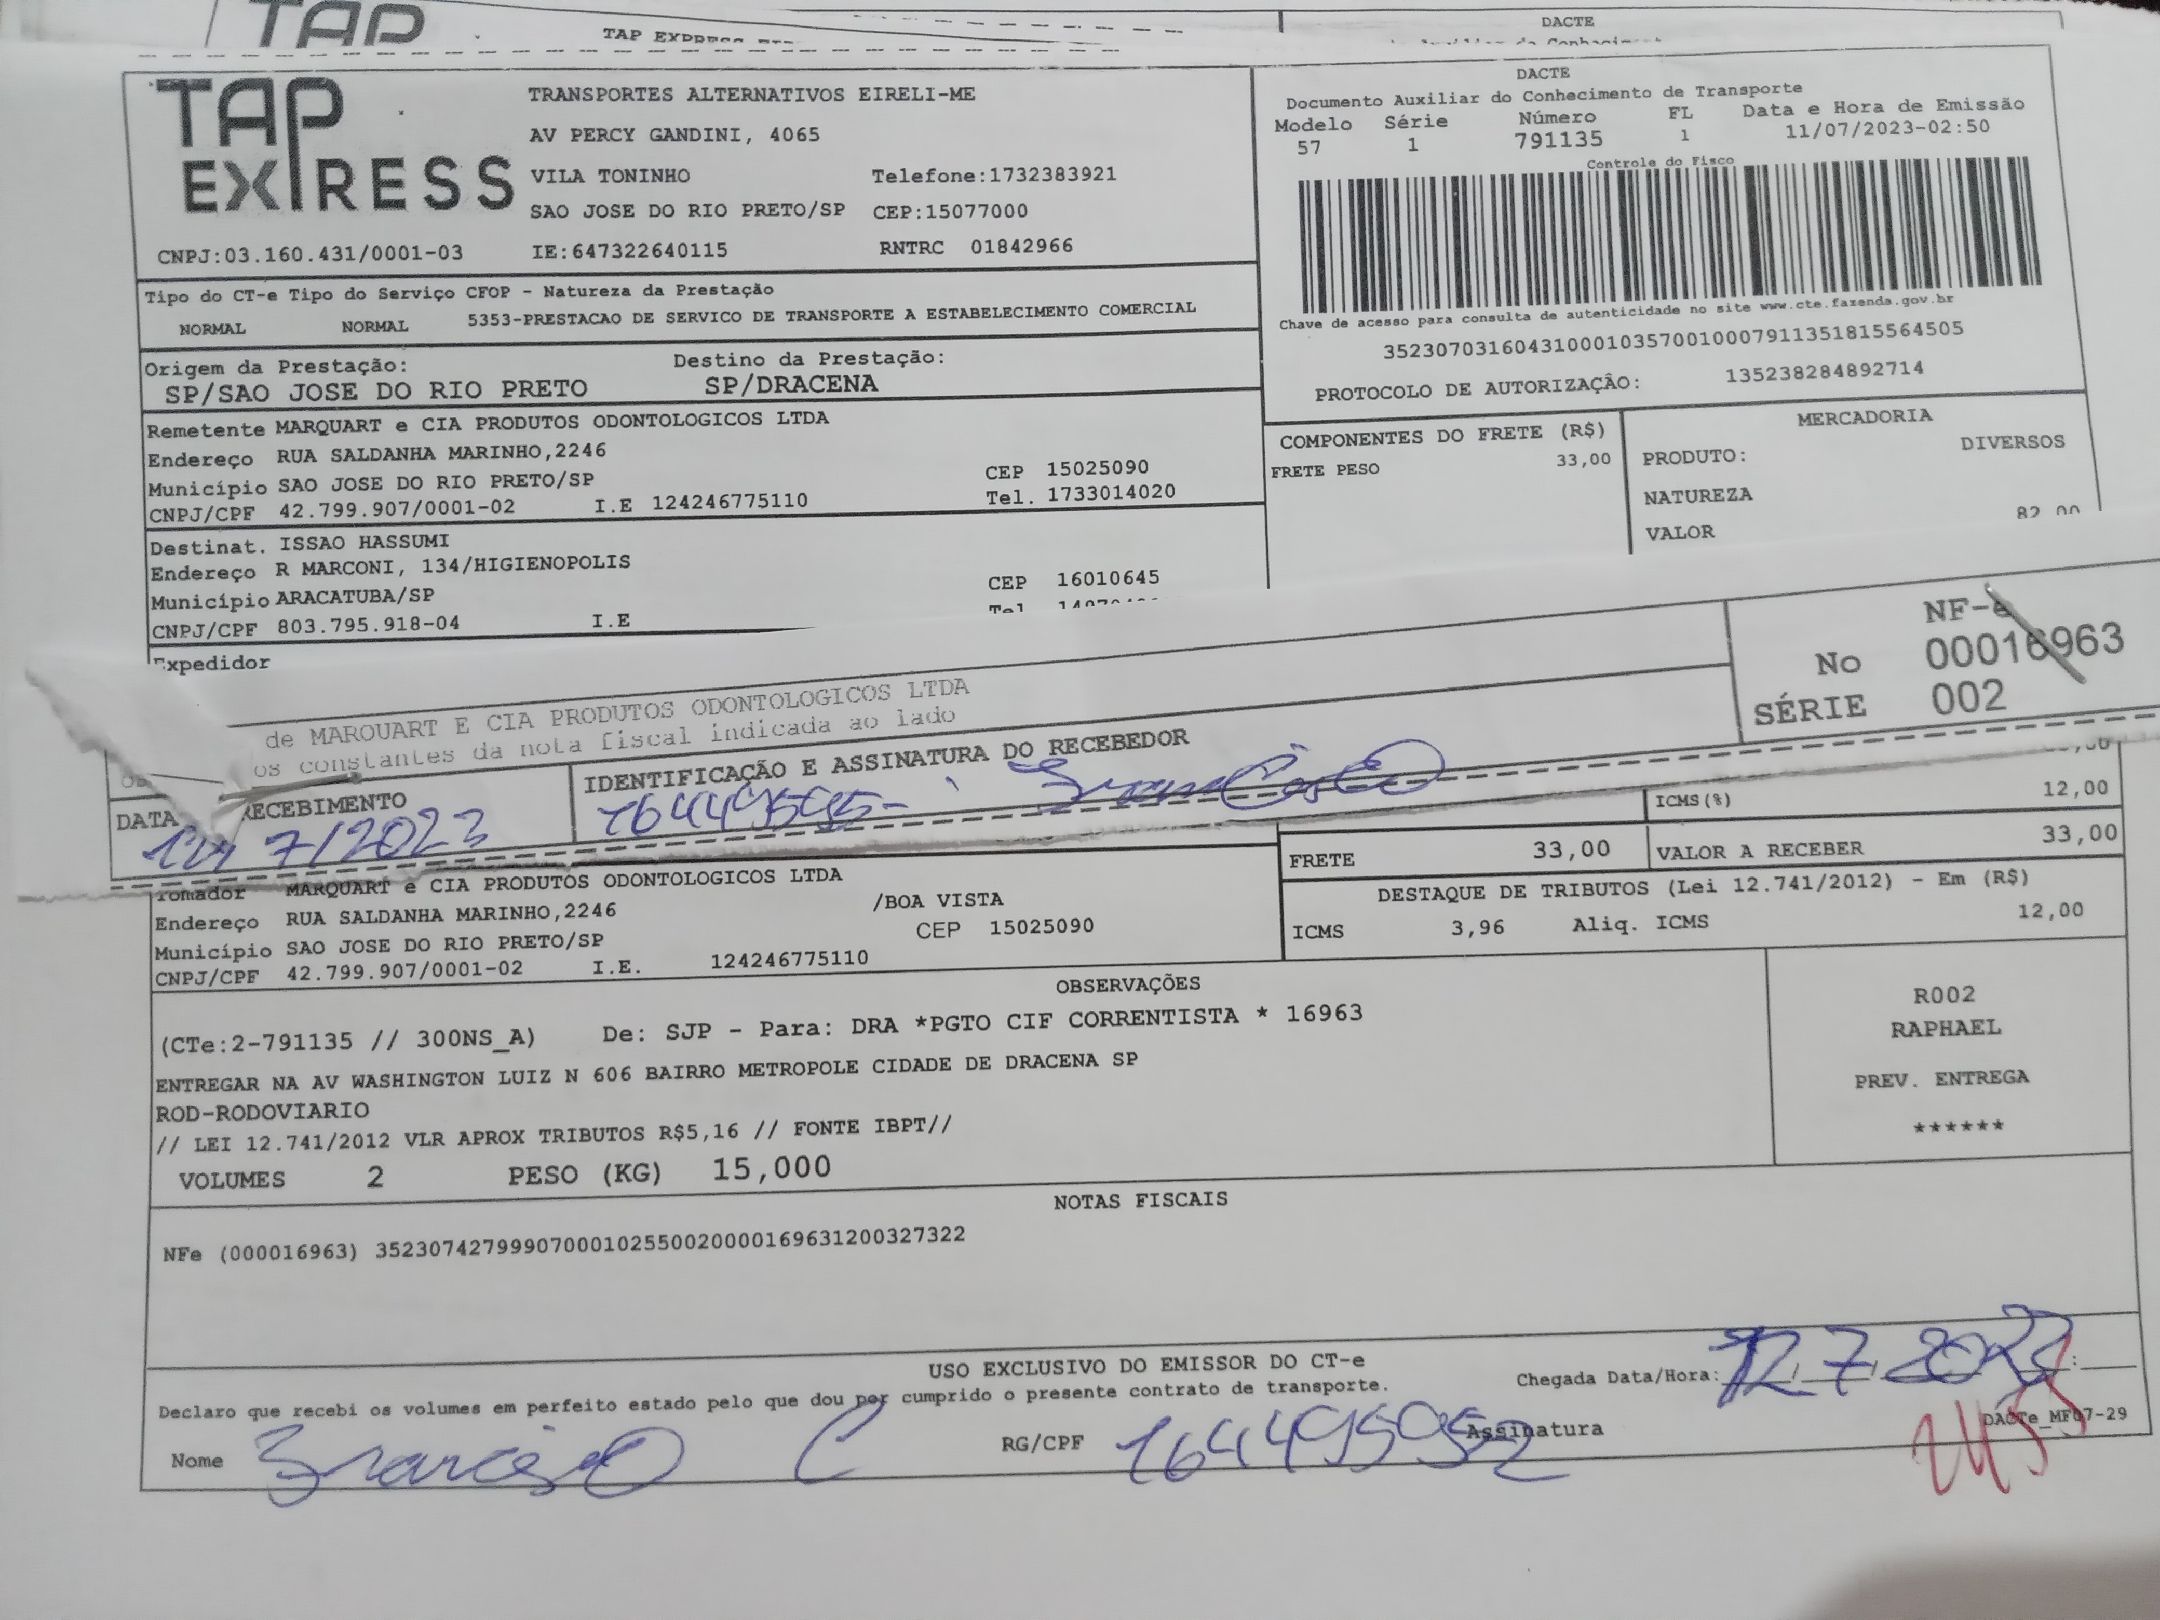 TAP
TAP EXPRESS
DACTE
TAP EXPRESS
TRANSPORTES ALTERNATIVOS EIRELI-ME
AV PERCY GANDINI, 4065
VILA TONINHO Telefone:1732383921
SAO JOSE DO RIO PRETO/SP CEP:15077000
CNPJ:03.160.431/0001-03 IE:647322640115 RNTRC 01842966
DACTE
Documento Auxiliar do Conhecimento de Transporte
Modelo Série Número FL Data e Hora de Emissão
57 1 791135 1 11/07/2023-02:50
Controle do Fisco
Chave de acesso para consulta de autenticidade no site www.cte.fazenda.gov.br
35230703160431000103570010007911351815564505
PROTOCOLO DE AUTORIZAÇÂO: 135238284892714
Tipo do CT-e Tipo do Serviço CFOP - Natureza da Prestação
NORMAL NORMAL 5353-PRESTACAO DE SERVICO DE TRANSPORTE A ESTABELECIMENTO COMERCIAL
Origem da Prestação: Destino da Prestação:
SP/SAO JOSE DO RIO PRETO SP/DRACENA
Remetente MARQUART e CIA PRODUTOS ODONTOLOGICOS LTDA
Endereço RUA SALDANHA MARINHO,2246
Município SAO JOSE DO RIO PRETO/SP CEP 15025090
CNPJ/CPF 42.799.907/0001-02 I.E 124246775110 Tel. 1733014020
COMPONENTES DO FRETE (R$)
FRETE PESO 33,00
MERCADORIA
PRODUTO: DIVERSOS
NATUREZA
VALOR 82,00
Destinat. ISSAO HASSUMI
Endereço R MARCONI, 134/HIGIENOPOLIS
Município ARACATUBA/SP CEP 16010645
CNPJ/CPF 803.795.918-04 I.E Tel
Expedidor
NF-e
No 00016963
SÉRIE 002
de MARQUART E CIA PRODUTOS ODONTOLOGICOS LTDA
os constantes da nota fiscal indicada ao lado
DATA RECEBIMENTO
12/7/2023
IDENTIFICAÇÃO E ASSINATURA DO RECEBEDOR
ICMS(%) 12,00
FRETE 33,00 VALOR A RECEBER 33,00
DESTAQUE DE TRIBUTOS (Lei 12.741/2012) - Em (R$)
ICMS 3,96 Aliq. ICMS 12,00
Tomador MARQUART e CIA PRODUTOS ODONTOLOGICOS LTDA
Endereço RUA SALDANHA MARINHO,2246 /BOA VISTA
Município SAO JOSE DO RIO PRETO/SP CEP 15025090
CNPJ/CPF 42.799.907/0001-02 I.E. 124246775110
OBSERVAÇÕES
(CTe:2-791135 // 300NS_A) De: SJP - Para: DRA *PGTO CIF CORRENTISTA * 16963
ENTREGAR NA AV WASHINGTON LUIZ N 606 BAIRRO METROPOLE CIDADE DE DRACENA SP
ROD-RODOVIARIO
// LEI 12.741/2012 VLR APROX TRIBUTOS R$5,16 // FONTE IBPT//
VOLUMES 2 PESO (KG) 15,000
R002
RAPHAEL
PREV. ENTREGA
******
NOTAS FISCAIS
NFe (000016963) 35230742799907000102550020000169631200327322
USO EXCLUSIVO DO EMISSOR DO CT-e
Declaro que recebi os volumes em perfeito estado pelo que dou por cumprido o presente contrato de transporte.
Chegada Data/Hora: 12 7 2023 :
Nome RG/CPF Assinatura DACTe_MF07-29